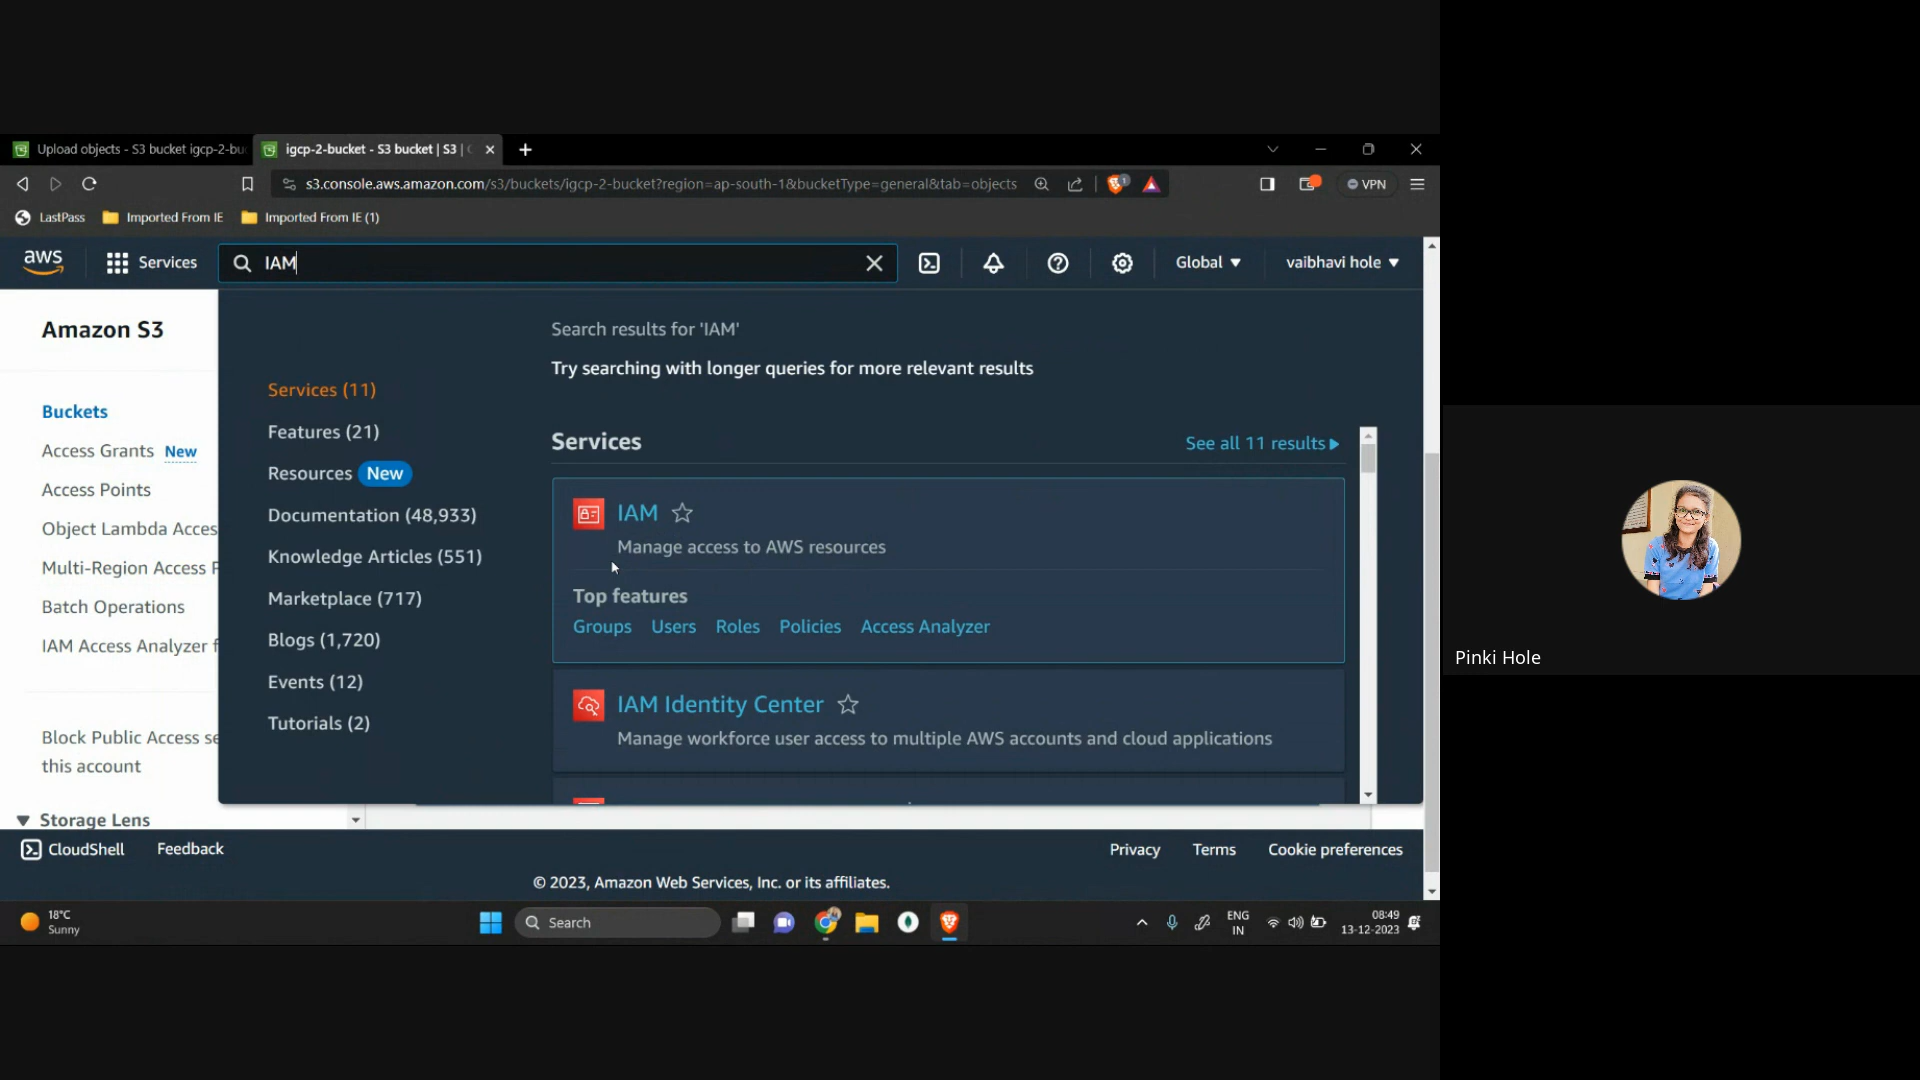 Upload objects - S3 bucket igcp-2-bu
igcp-2-bucket - S3 bucket | S3 |
s3.console.aws.amazon.com/s3/buckets/igcp-2-bucket?region=ap-south-1&bucketType=general&tab=objects
VPN
LastPass
Imported From IE
Imported From IE (1)
aws
Services
IAM
Global
vaibhavi hole
Amazon S3
Buckets
Access Grants New
Access Points
Object Lambda Acces
Multi-Region Access P
Batch Operations
IAM Access Analyzer f
Block Public Access se
this account
Storage Lens
Services (11)
Features (21)
Resources New
Documentation (48,933)
Knowledge Articles (551)
Marketplace (717)
Blogs (1,720)
Events (12)
Tutorials (2)
Search results for 'IAM'
Try searching with longer queries for more relevant results
Services
See all 11 results
IAM
Manage access to AWS resources
Top features
Groups Users Roles Policies Access Analyzer
IAM Identity Center
Manage workforce user access to multiple AWS accounts and cloud applications
CloudShell
Feedback
Privacy
Terms
Cookie preferences
© 2023, Amazon Web Services, Inc. or its affiliates.
18°C
Sunny
Search
ENG
IN
08:49
13-12-2023
Pinki Hole